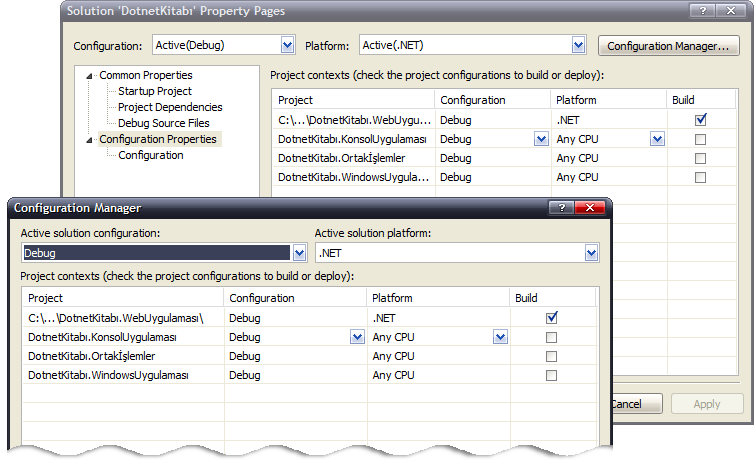 Solution 'DotnetKitabı' Property Pages
Configuration: Active(Debug) Platform: Active(.NET) Configuration Manager...
Common Properties
Startup Project
Project Dependencies
Debug Source Files
Configuration Properties
Configuration
Project contexts (check the project configurations to build or deploy):
Project Configuration Platform Build
C:\...\DotnetKitabı.WebUygu... Debug .NET
DotnetKitabı.KonsolUygulaması Debug Any CPU
DotnetKitabı.Ortakİşlemler Debug Any CPU
DotnetKitabı.WindowsUygula... Debug Any CPU
Cancel Apply
Configuration Manager
Active solution configuration: Active solution platform:
Debug .NET
Project contexts (check the project configurations to build or deploy):
Project Configuration Platform Build
C:\...\DotnetKitabı.WebUygulaması\ Debug .NET
DotnetKitabı.KonsolUygulaması Debug Any CPU
DotnetKitabı.Ortakİşlemler Debug Any CPU
DotnetKitabı.WindowsUygulaması Debug Any CPU